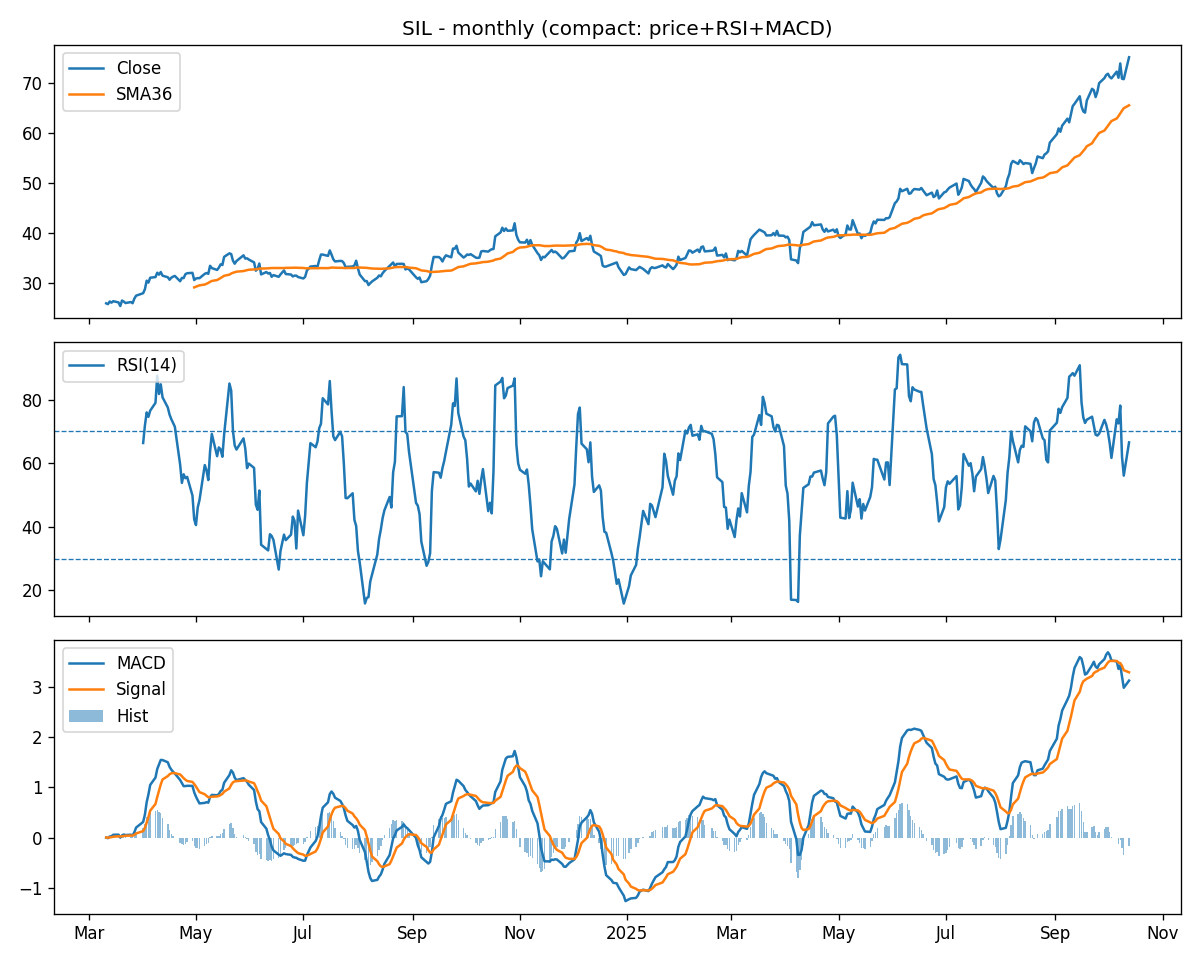 SIL - monthly (compact: price+RSI+MACD)
Close
SMA36
70
60
50
40
30
RSI(14)
80
60
40
20
MACD
Signal
Hist
3
2
1
0
−1
Mar
May
Jul
Sep
Nov
2025
Mar
May
Jul
Sep
Nov